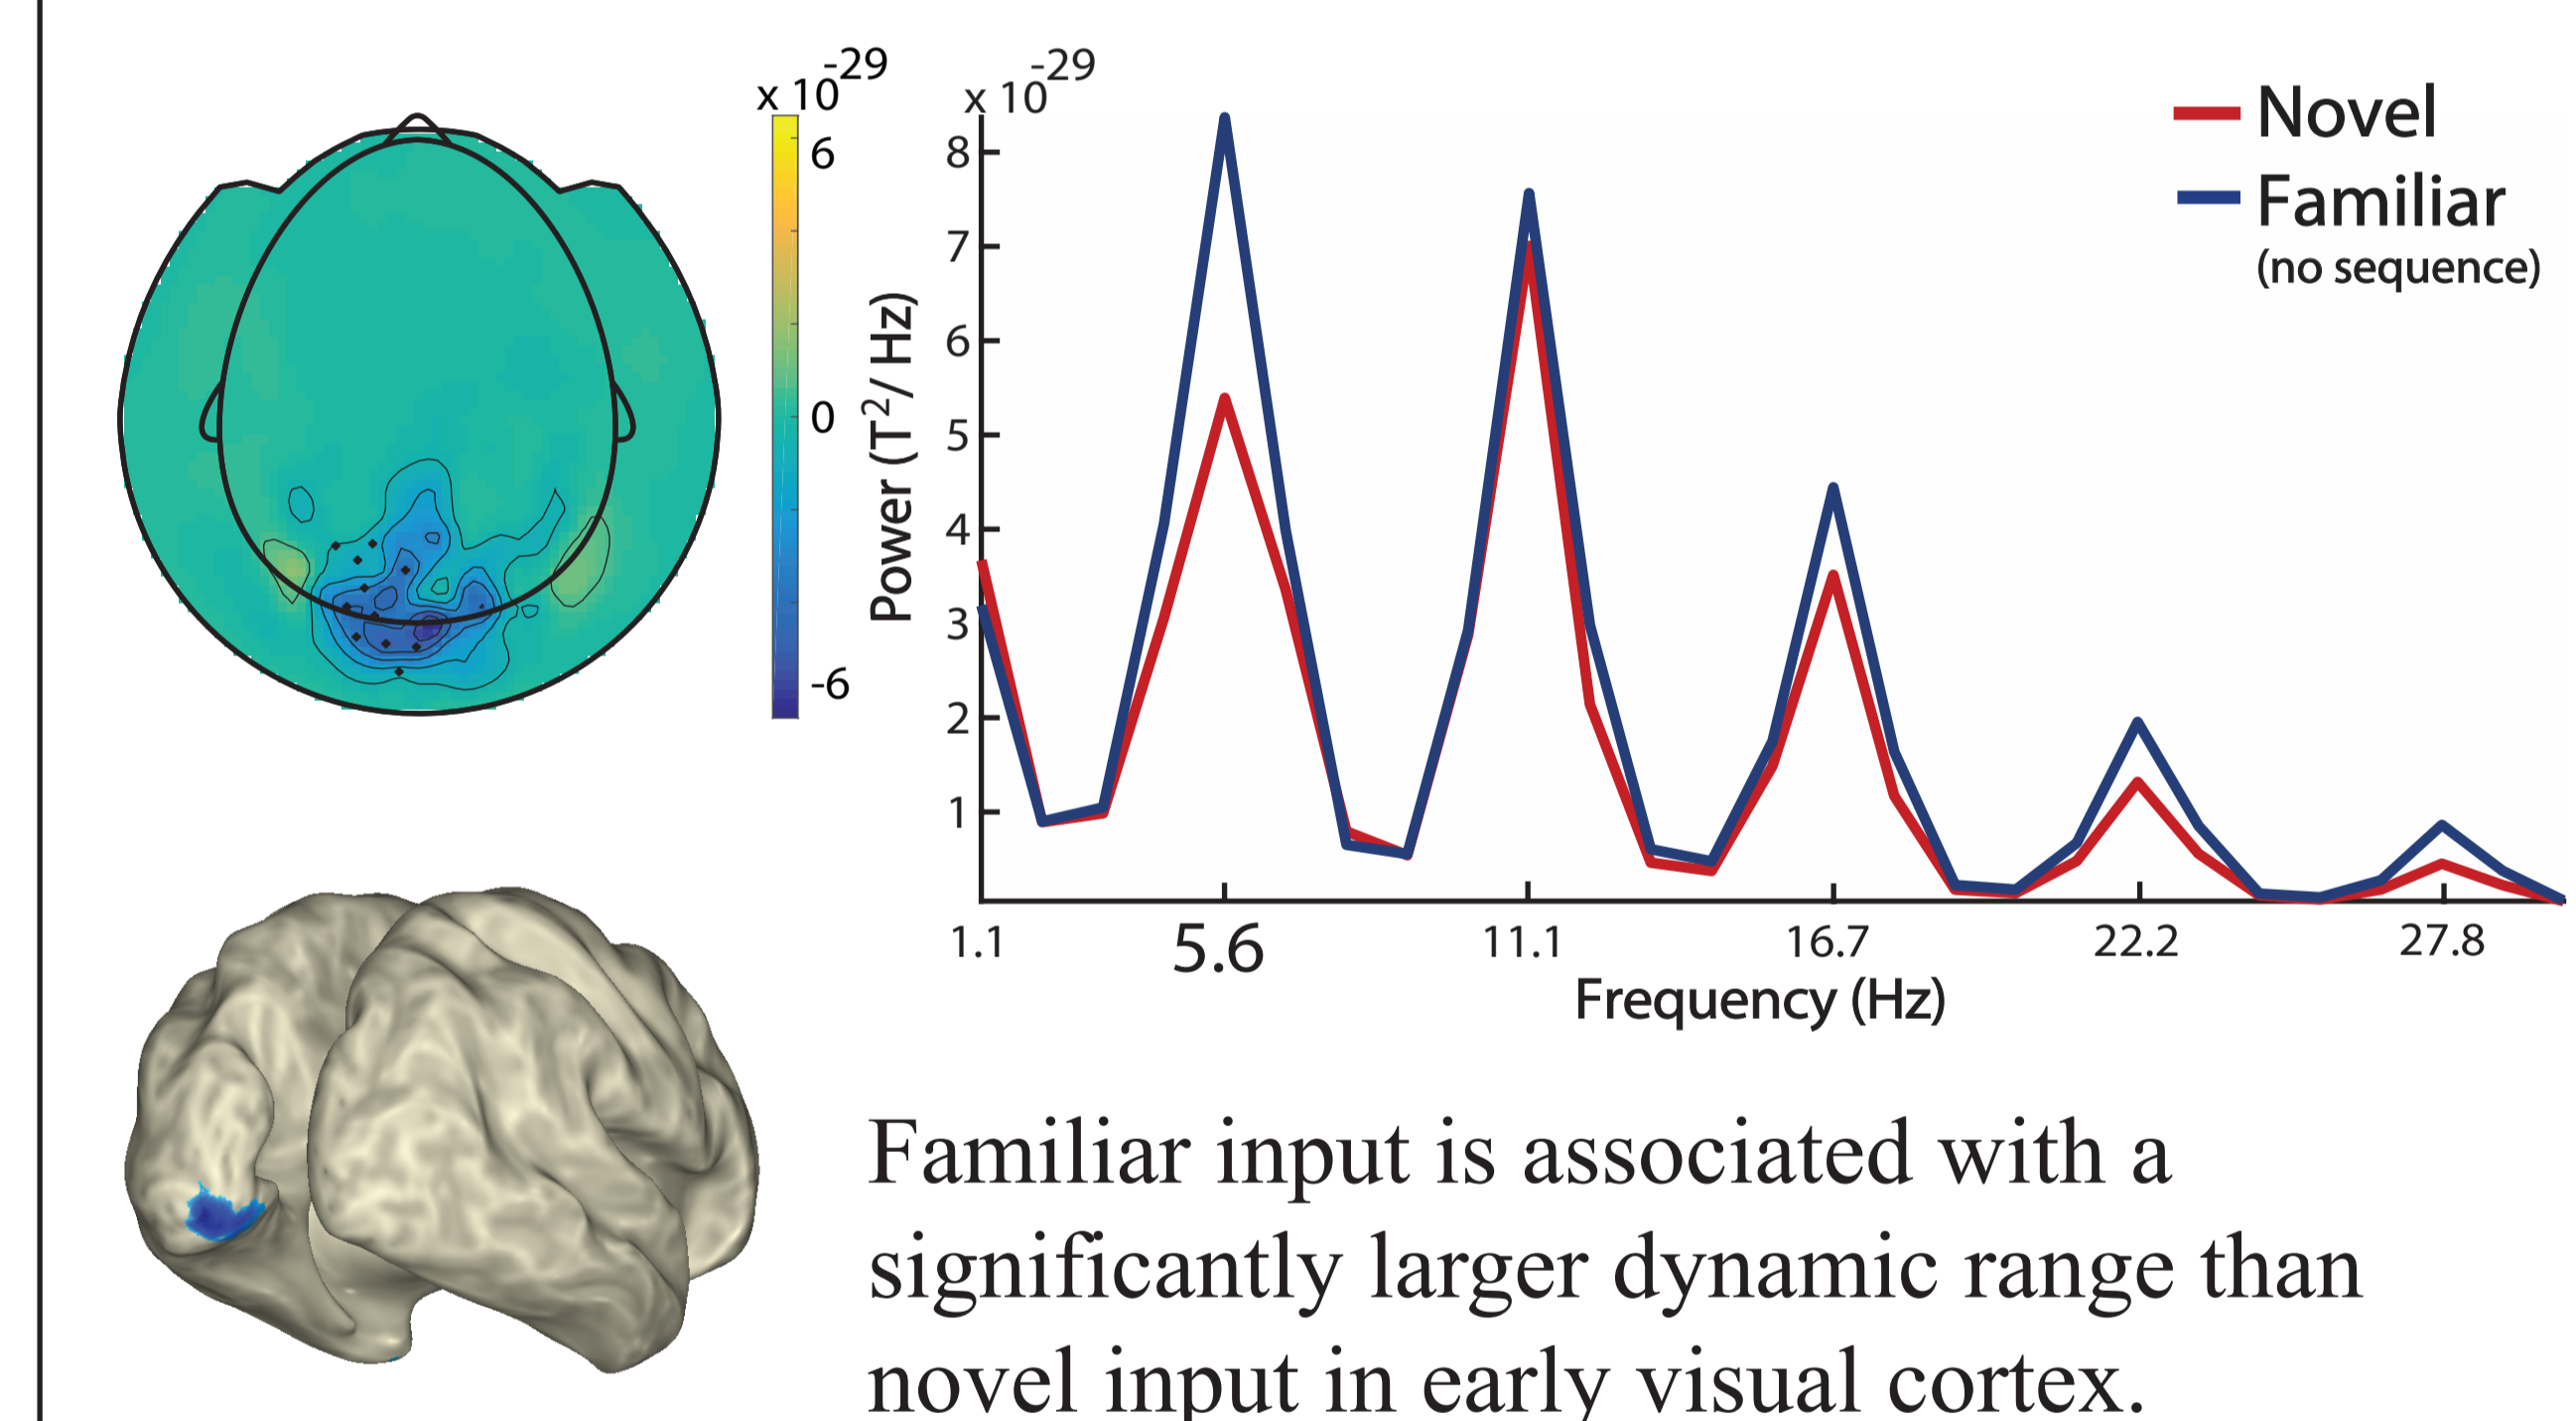 x 10-29
6
0
-6
x 10-29
8
7
6
5
4
3
2
1
Power (T2/ Hz)
Novel
Familiar
(no sequence)
1.1 5.6 11.1 16.7 22.2 27.8
Frequency (Hz)
Familiar input is associated with a
significantly larger dynamic range than
novel input in early visual cortex.